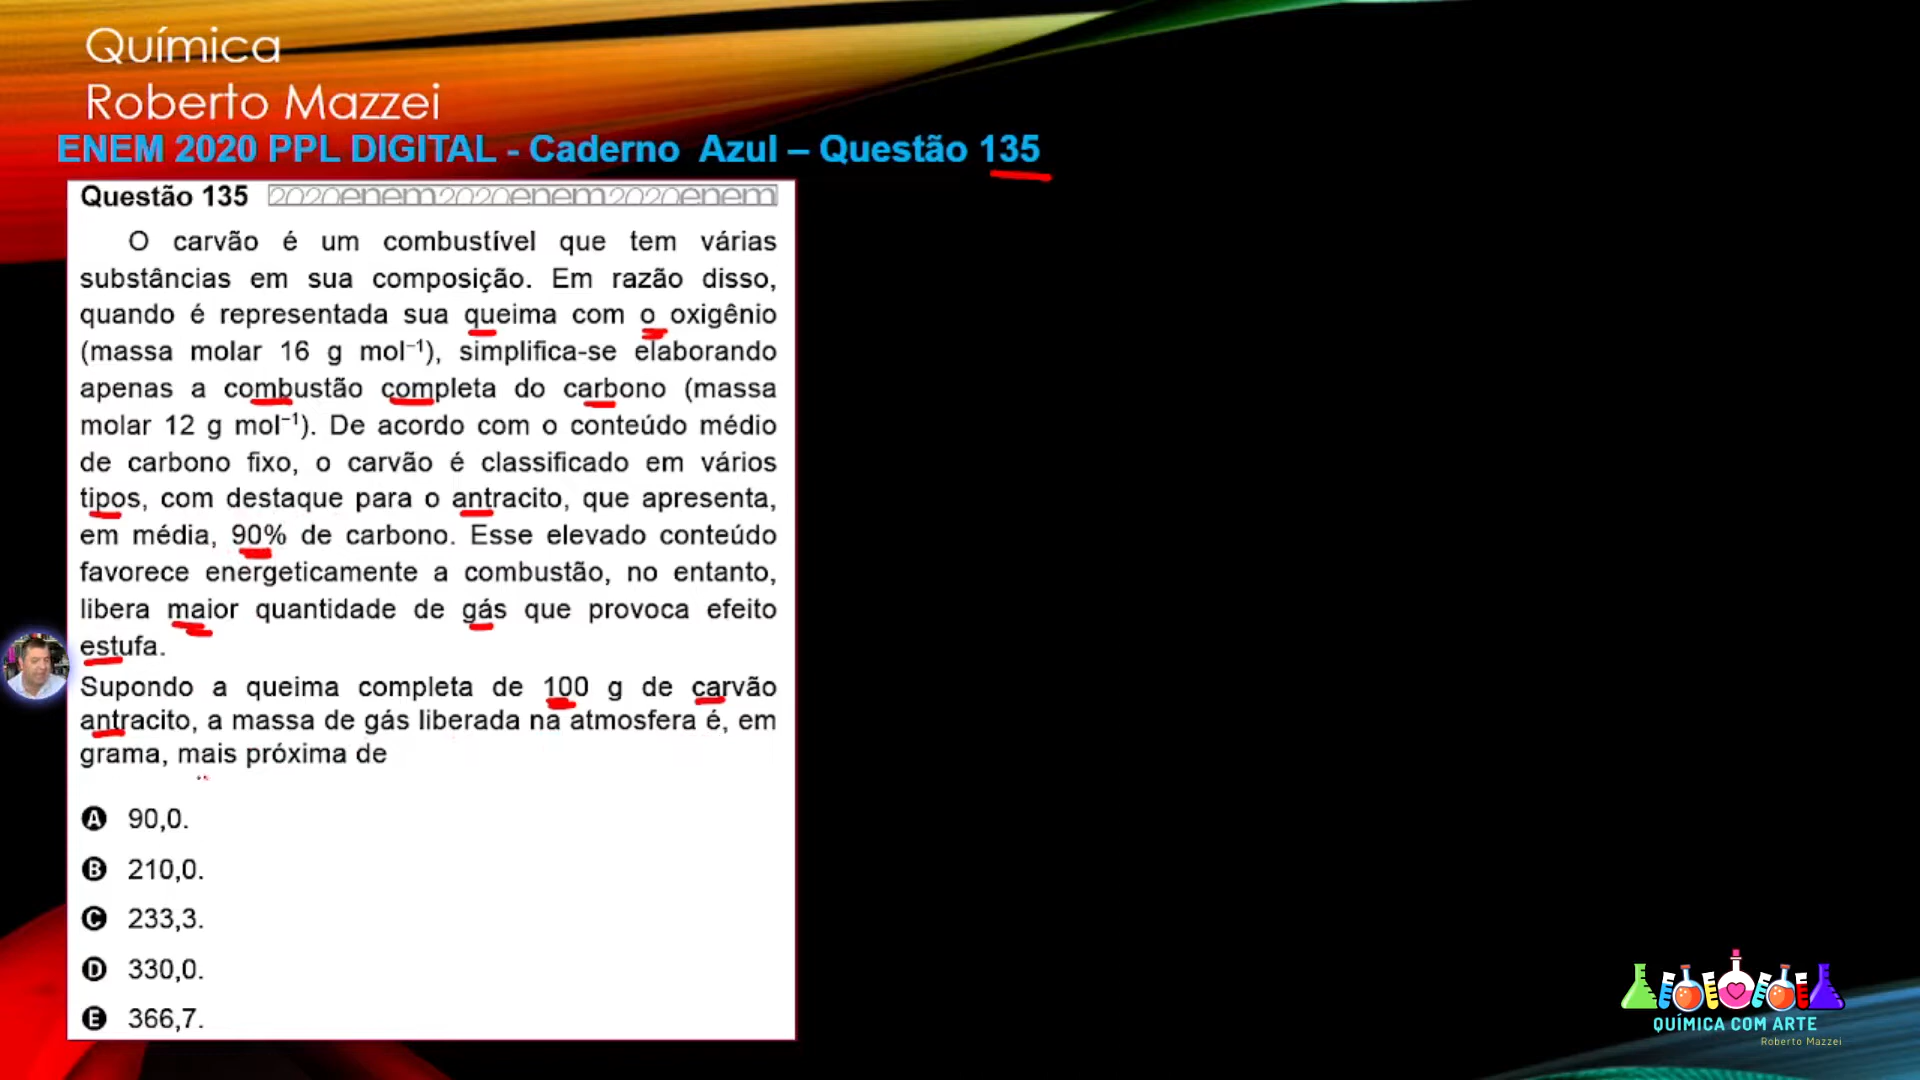 Química
Roberto Mazzei
ENEM 2020 PPL DIGITAL - Caderno Azul – Questão 135
Questão 135 2020enem2020enem2020enem
O carvão é um combustível que tem várias
substâncias em sua composição. Em razão disso,
quando é representada sua queima com o oxigênio
(massa molar 16 g mol⁻¹), simplifica-se elaborando
apenas a combustão completa do carbono (massa
molar 12 g mol⁻¹). De acordo com o conteúdo médio
de carbono fixo, o carvão é classificado em vários
tipos, com destaque para o antracito, que apresenta,
em média, 90% de carbono. Esse elevado conteúdo
favorece energeticamente a combustão, no entanto,
libera maior quantidade de gás que provoca efeito
estufa.
Supondo a queima completa de 100 g de carvão
antracito, a massa de gás liberada na atmosfera é, em
grama, mais próxima de
A 90,0.
B 210,0.
C 233,3.
D 330,0.
E 366,7.
QUÍMICA COM ARTE
Roberto Mazzei